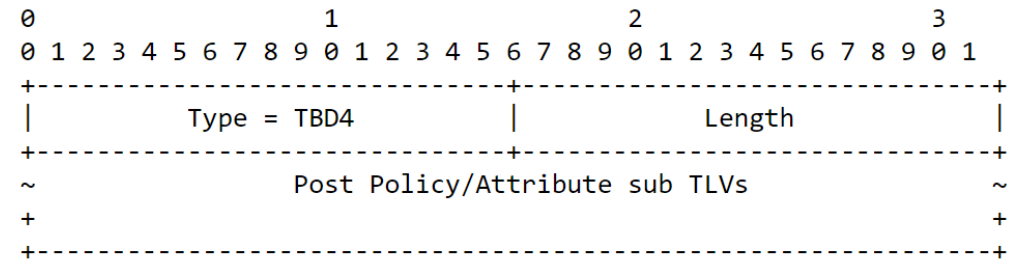 0                   1                   2                   3
0 1 2 3 4 5 6 7 8 9 0 1 2 3 4 5 6 7 8 9 0 1 2 3 4 5 6 7 8 9 0 1
+-------------------------------+-------------------------------+
|          Type = TBD4          |            Length             |
+-------------------------------+-------------------------------+
~                 Post Policy/Attribute sub TLVs                ~
+                                                               +
+---------------------------------------------------------------+